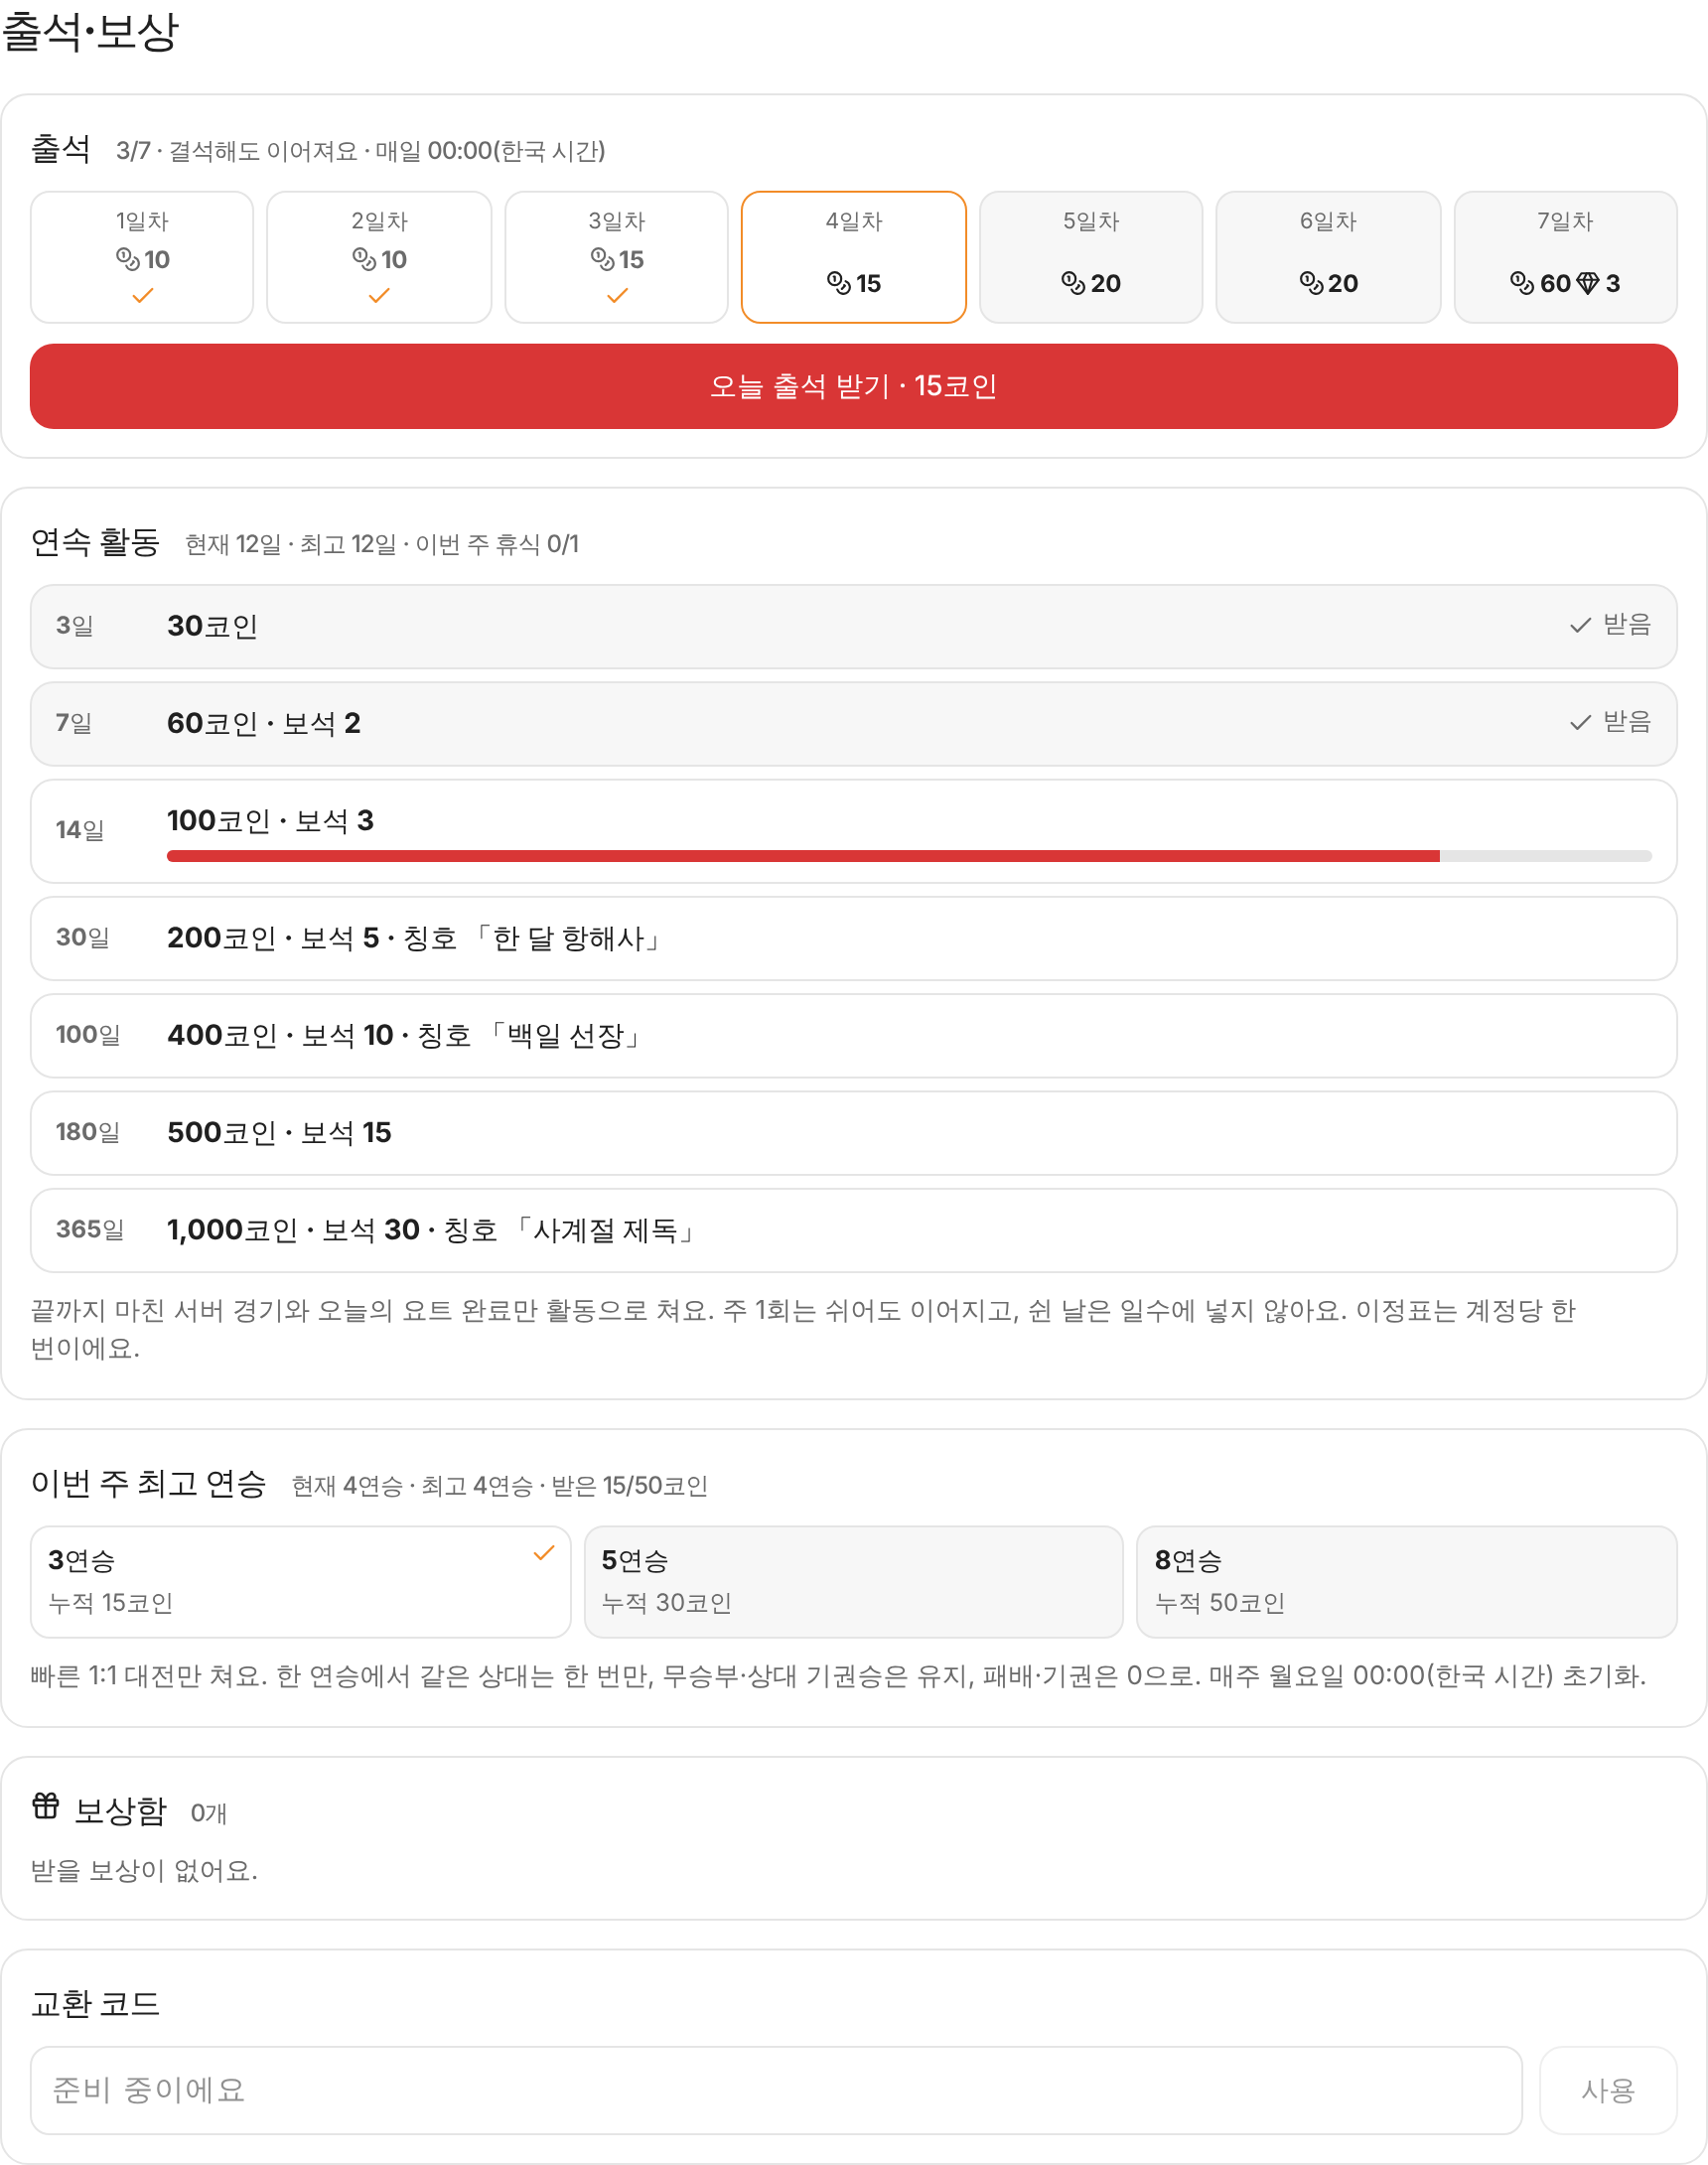 출석·보상
출석 3/7 · 결석해도 이어져요 · 매일 00:00(한국 시간)
1일차 2일차 3일차 4일차 5일차 6일차 7일차
10 10 15 15 20 20 60 3
오늘 출석 받기 · 15코인
연속 활동 현재 12일 · 최고 12일 · 이번 주 휴식 0/1
3일 30코인 받음
7일 60코인 · 보석 2 받음
14일 100코인 · 보석 3
30일 200코인 · 보석 5 · 칭호 「한 달 항해사」
100일 400코인 · 보석 10 · 칭호 「백일 선장」
180일 500코인 · 보석 15
365일 1,000코인 · 보석 30 · 칭호 「사계절 제독」
끝까지 마친 서버 경기와 오늘의 요트 완료만 활동으로 쳐요. 주 1회는 쉬어도 이어지고, 쉰 날은 일수에 넣지 않아요. 이정표는 계정당 한
번이에요.
이번 주 최고 연승 현재 4연승 · 최고 4연승 · 받은 15/50코인
3연승 5연승 8연승
누적 15코인 누적 30코인 누적 50코인
빠른 1:1 대전만 쳐요. 한 연승에서 같은 상대는 한 번만, 무승부·상대 기권승은 유지, 패배·기권은 0으로. 매주 월요일 00:00(한국 시간) 초기화.
보상함 0개
받을 보상이 없어요.
교환 코드
준비 중이에요 사용